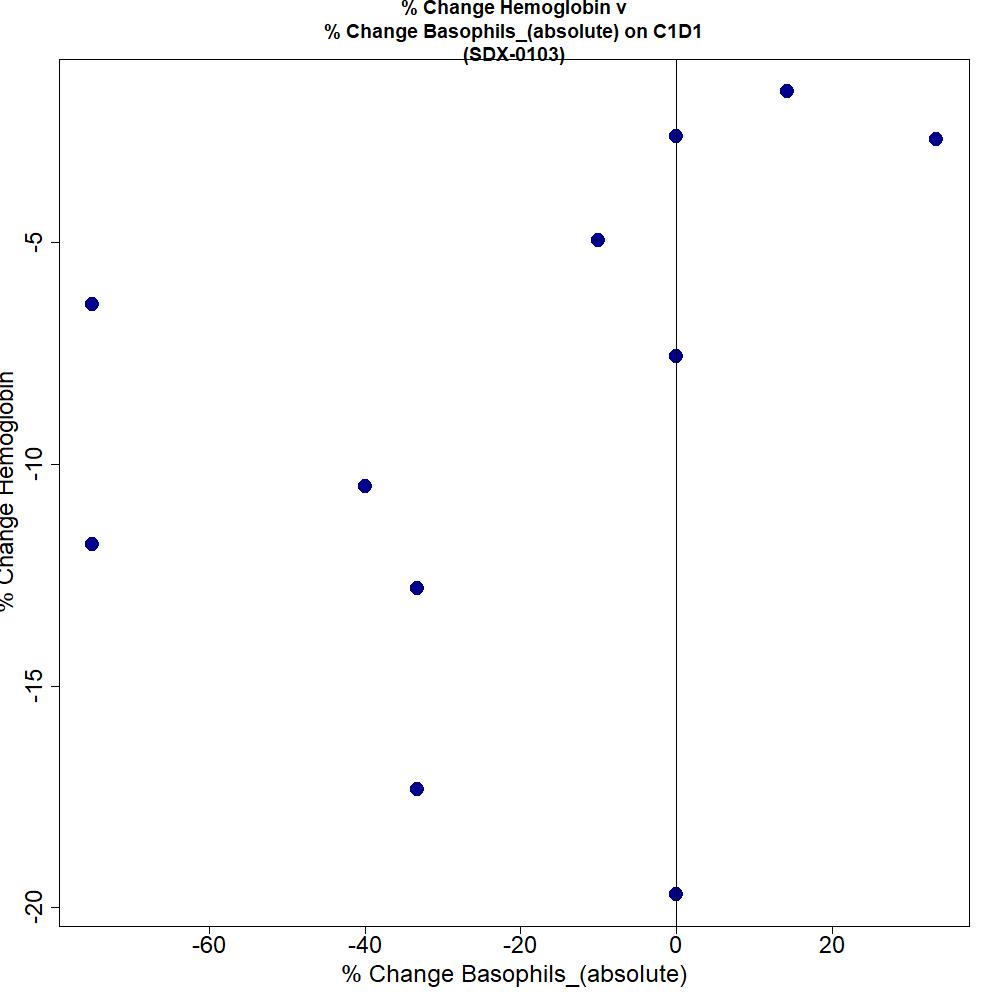 % Change Hemoglobin v
% Change Basophils_(absolute) on C1D1
(SDX-0103)
% Change Hemoglobin
-5
-10
-15
-20
-60
-40
-20
0
20
% Change Basophils_(absolute)